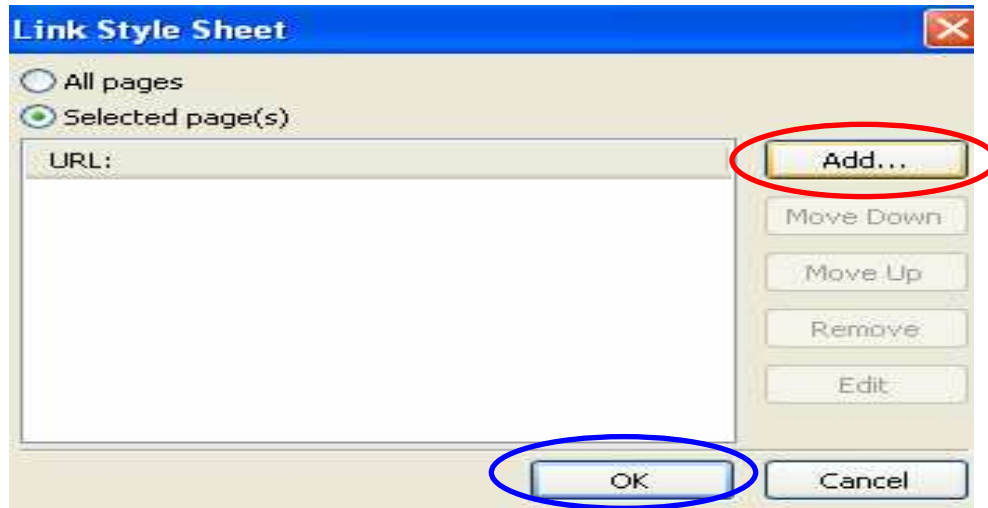 Link Style Sheet
All pages
Selected page(s)
URL:
Add...
Move Down
Move Up
Remove
Edit
OK
Cancel